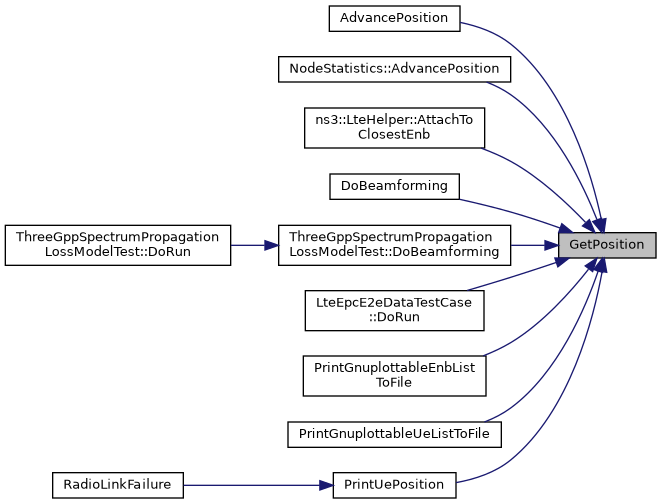 AdvancePosition
NodeStatistics::AdvancePosition
ns3::LteHelper::AttachTo
ClosestEnb
DoBeamforming
GetPosition
ThreeGppSpectrumPropagation
LossModelTest::DoRun
ThreeGppSpectrumPropagation
LossModelTest::DoBeamforming
LteEpcE2eDataTestCase
::DoRun
PrintGnuplottableEnbList
ToFile
PrintGnuplottableUeListToFile
RadioLinkFailure
PrintUePosition